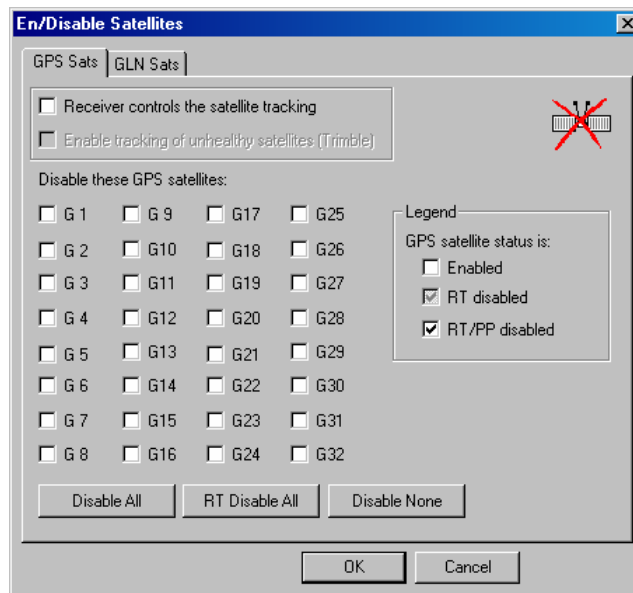 En/Disable Satellites
GPS Sats GLN Sats
Receiver controls the satellite tracking
Enable tracking of unhealthy satellites (Trimble)
Disable these GPS satellites:
G 1 G 9 G17 G25
G 2 G10 G18 G26
G 3 G11 G19 G27
G 4 G12 G20 G28
G 5 G13 G21 G29
G 6 G14 G22 G30
G 7 G15 G23 G31
G 8 G16 G24 G32
Legend
GPS satellite status is:
Enabled
RT disabled
RT/PP disabled
Disable All RT Disable All Disable None
OK Cancel